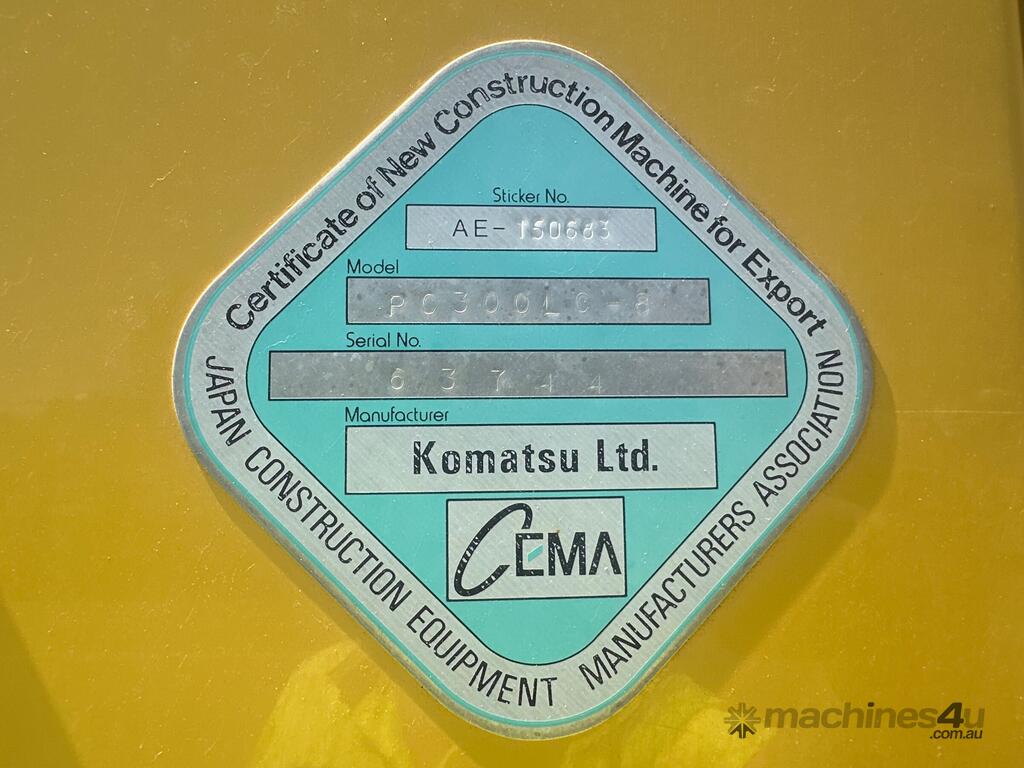 Certificate of New Construction Machine for Export
Sticker No.
AE-150683
Model
PC300LC-8
Serial No.
63744
Manufacturer
Komatsu Ltd.
CEMA
JAPAN CONSTRUCTION EQUIPMENT MANUFACTURERS ASSOCIATION
machines4u
.com.au